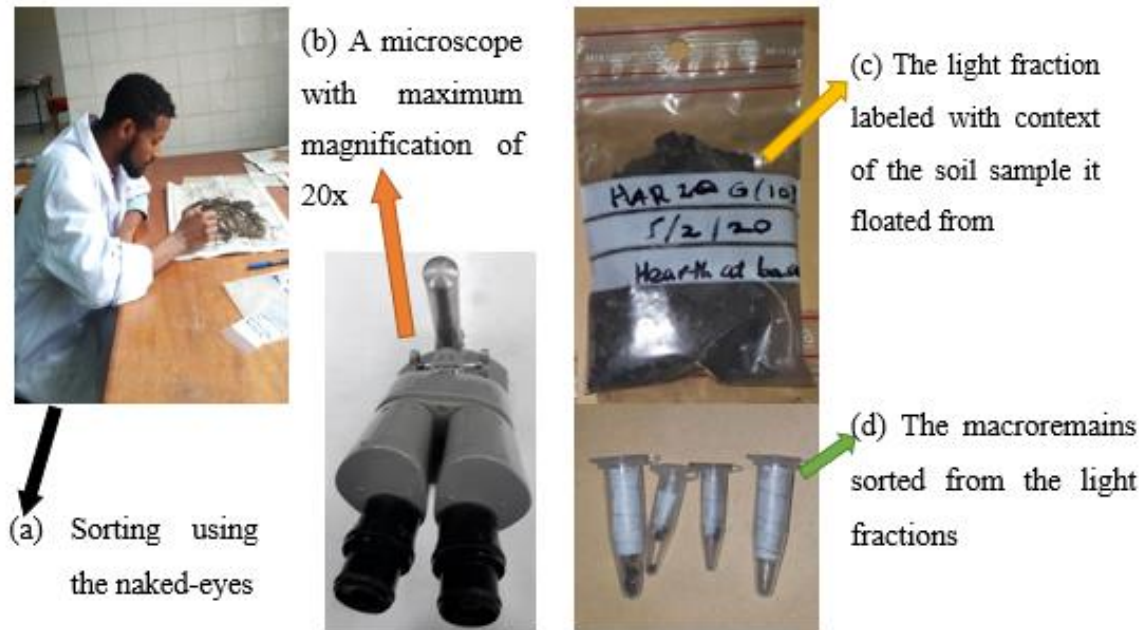 (b) A microscope
with maximum
magnification of
20x
(c) The light fraction
labeled with context
of the soil sample it
floated from
HAR 20 G (10)
5/2/20
Hearth at
(d) The macroremains
sorted from the light
fractions
(a) Sorting using
the naked-eyes